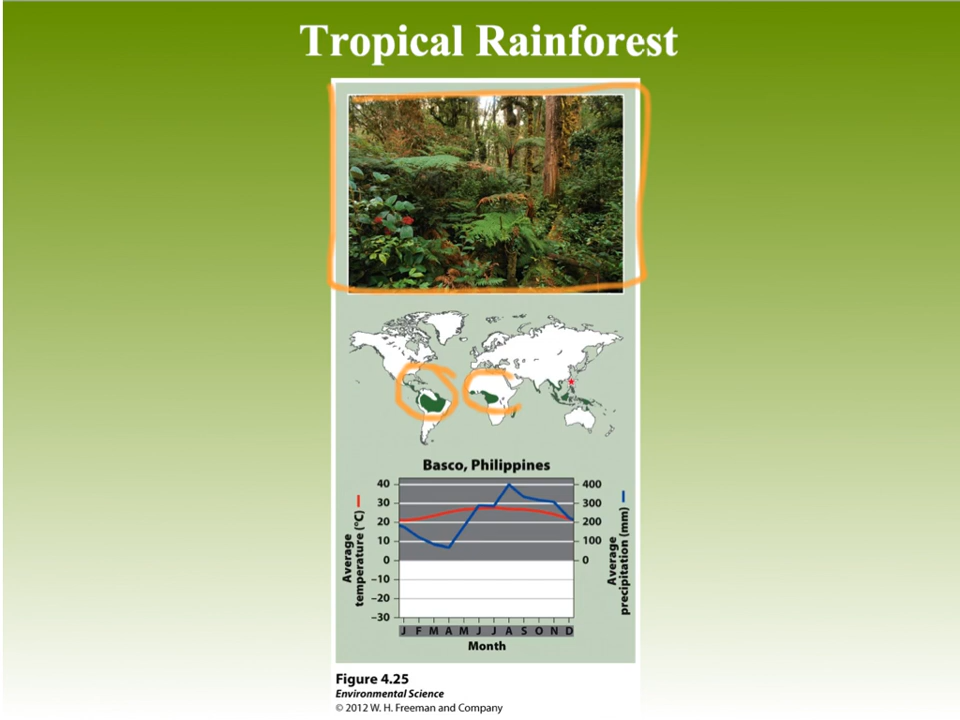 Tropical Rainforest
Basco, Philippines
Average
temperature (°C)
40
30
20
10
0
–10
–20
–30
400
300
200
100
0
Average
precipitation (mm)
J F M A M J J A S O N D
Month
Figure 4.25
Environmental Science
© 2012 W. H. Freeman and Company